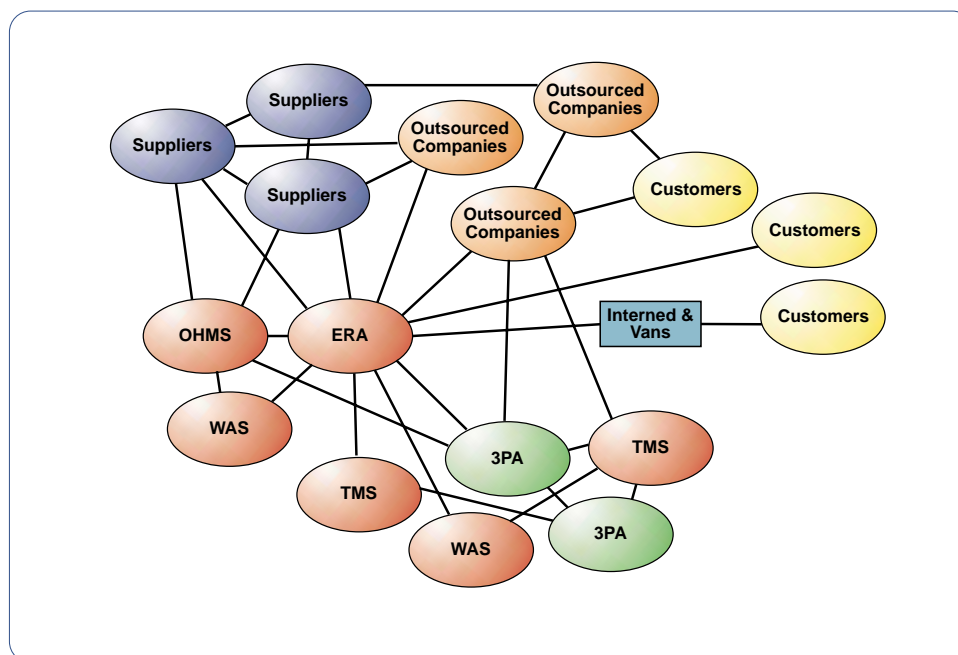 Suppliers
Outsourced
Companies
Suppliers
Outsourced
Companies
Suppliers
Customers
Outsourced
Companies
Customers
OHMS
ERA
Interned &
Vans
Customers
WAS
3PA
TMS
TMS
WAS
3PA